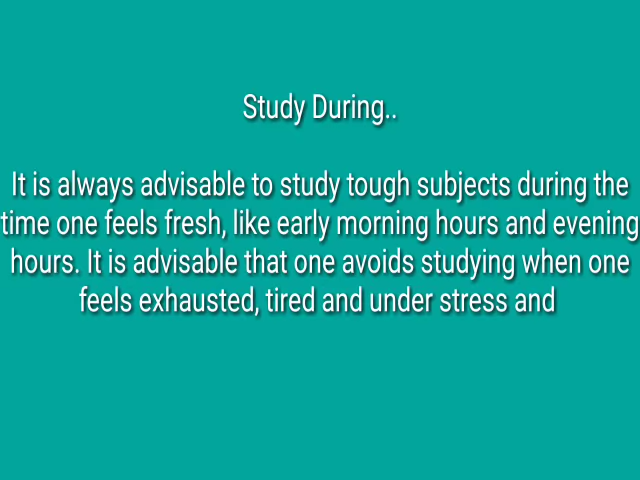 Study During..
It is always advisable to study tough subjects during the
time one feels fresh, like early morning hours and evening
hours. It is advisable that one avoids studying when one
feels exhausted, tired and under stress and